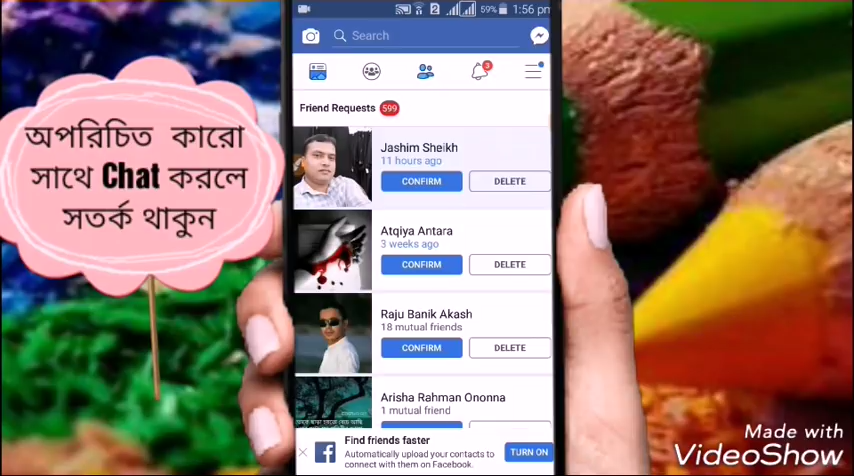 59% 1:56 pm
Search
3
Friend Requests 599
অপরিচিত কারো
সাথে Chat করলে
সতর্ক থাকুন
Jashim Sheikh
11 hours ago
CONFIRM DELETE
Atqiya Antara
3 weeks ago
CONFIRM DELETE
Raju Banik Akash
18 mutual friends
CONFIRM DELETE
Arisha Rahman Ononna
1 mutual friend
Find friends faster
Automatically upload your contacts to
connect with them on Facebook.
TURN ON
Made with
VideoShow